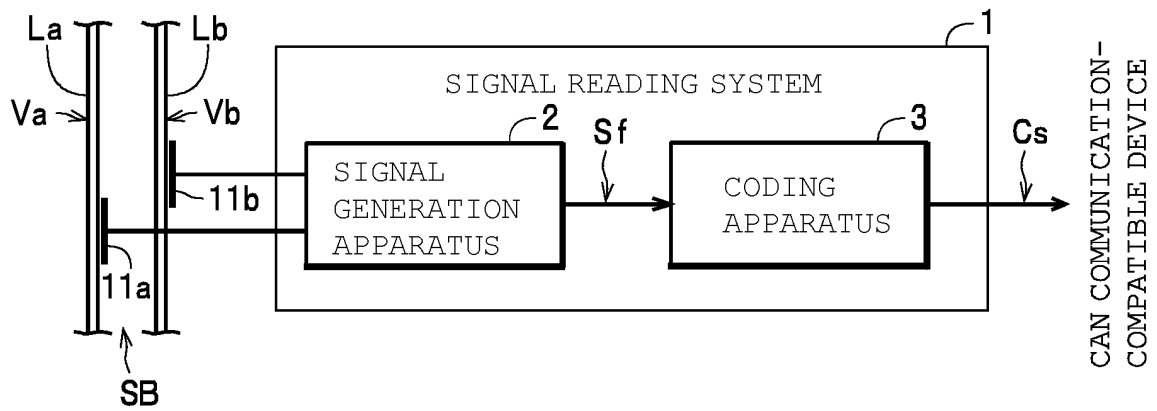 La
Lb
1
SIGNAL READING SYSTEM
Va
Vb
2
Sf
3
Cs
SIGNAL
GENERATION
APPARATUS
CODING
APPARATUS
11b
11a
SB
CAN COMMUNICATION-
COMPATIBLE DEVICE